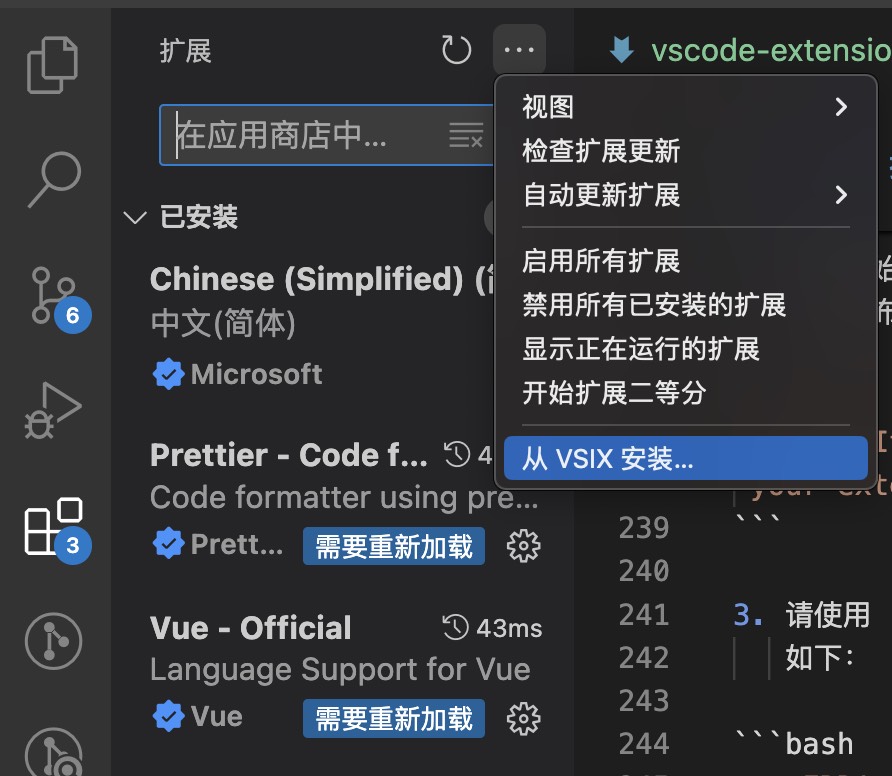 扩展
在应用商店中...
已安装
Chinese (Simplified) (
中文(简体)
Microsoft
Prettier - Code f...
4
Code formatter using pre...
Prett...
需要重新加载
Vue - Official
43ms
Language Support for Vue
Vue
需要重新加载
6
3
视图
检查扩展更新
自动更新扩展
启用所有扩展
禁用所有已安装的扩展
显示正在运行的扩展
开始扩展二等分
从 VSIX 安装...
vscode-extensio
239 ```
240
241 3. 请使用
242 如下：
243
244 ```bash